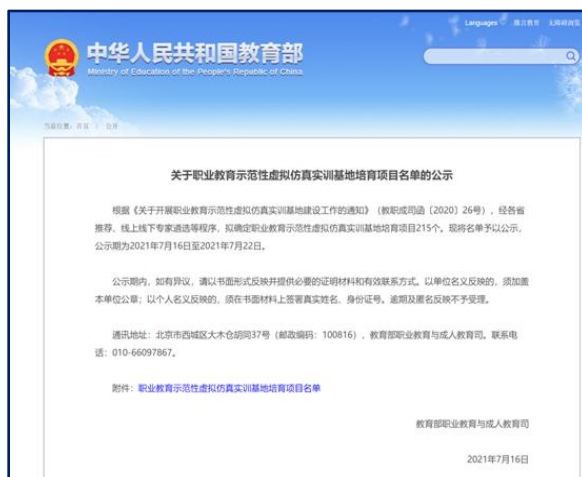 Languages
无障碍浏览
中华人民共和国教育部
Ministry of Education of the People's Republic of China
当前位置：首页 > 公开
关于职业教育示范性虚拟仿真实训基地培育项目名单的公示
根据《关于开展职业教育示范性虚拟仿真实训基地建设工作的通知》（教职成司函〔2020〕26号），经各省
推荐、线上线下专家遴选等程序，拟确定职业教育示范性虚拟仿真实训基地培育项目215个。现将名单予以公示，
公示期为2021年7月16日至2021年7月22日。
公示期内，如有异议，请以书面形式反映并提供必要的证明材料和有效联系方式。以单位名义反映的，须加盖
本单位公章；以个人名义反映的，须在书面材料上签署真实姓名、身份证号。逾期及匿名反映不予受理。
通讯地址：北京市西城区大木仓胡同37号（邮政编码：100816），教育部职业教育与成人教育司。联系电
话：010-66097867。
附件：职业教育示范性虚拟仿真实训基地培育项目名单
教育部职业教育与成人教育司
2021年7月16日